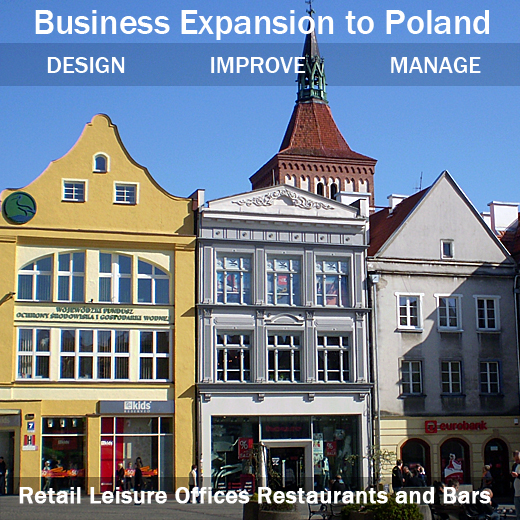 Business Expansion to Poland
DESIGN IMPROVE MANAGE
WOJEWÓDZKI FUNDUSZ
OCHRONY ŚRODOWISKA I GOSPODARKI WODNEJ
kids
RESERVED
eurobank
Retail Leisure Offices Restaurants and Bars